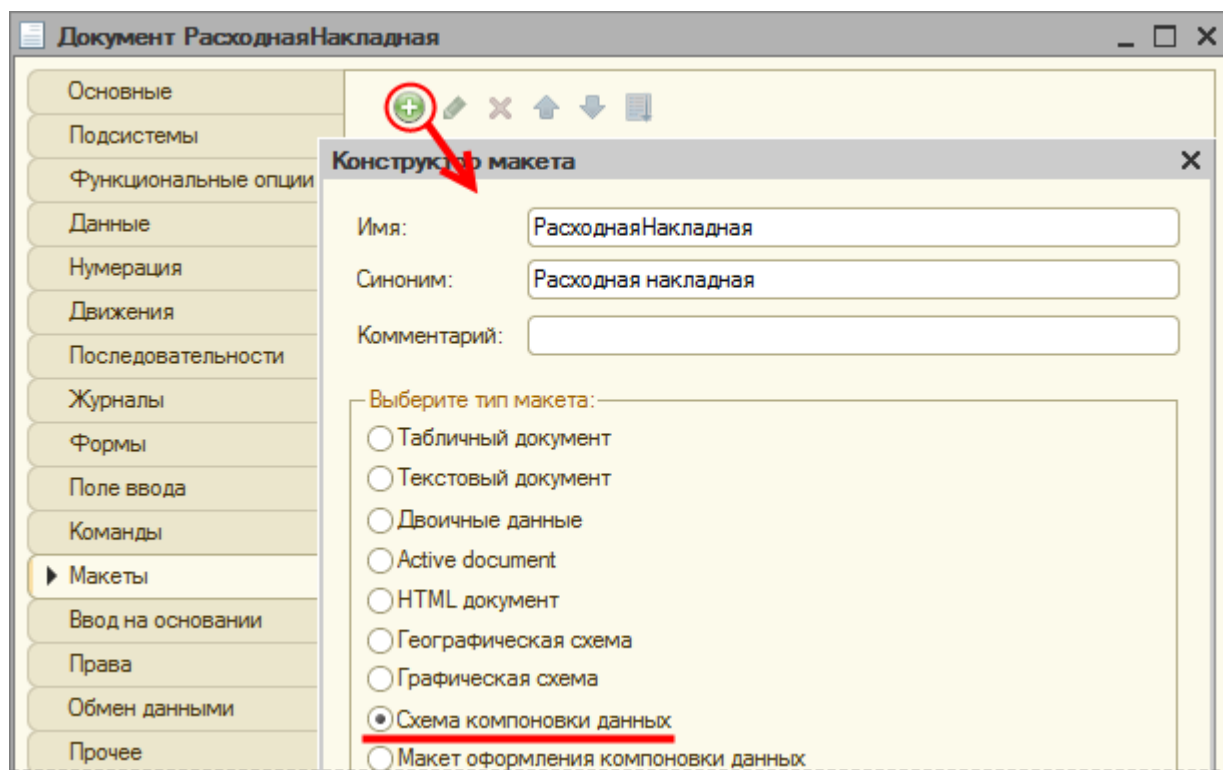 Документ РасходнаяНакладная
Основные
Подсистемы
Функциональные опции
Данные
Нумерация
Движения
Последовательности
Журналы
Формы
Поле ввода
Команды
Макеты
Ввод на основании
Права
Обмен данными
Прочее
Конструктор макета
Имя: РасходнаяНакладная
Синоним: Расходная накладная
Комментарий:
Выберите тип макета:
Табличный документ
Текстовый документ
Двоичные данные
Active document
HTML документ
Географическая схема
Графическая схема
Схема компоновки данных
Макет оформления компоновки данных